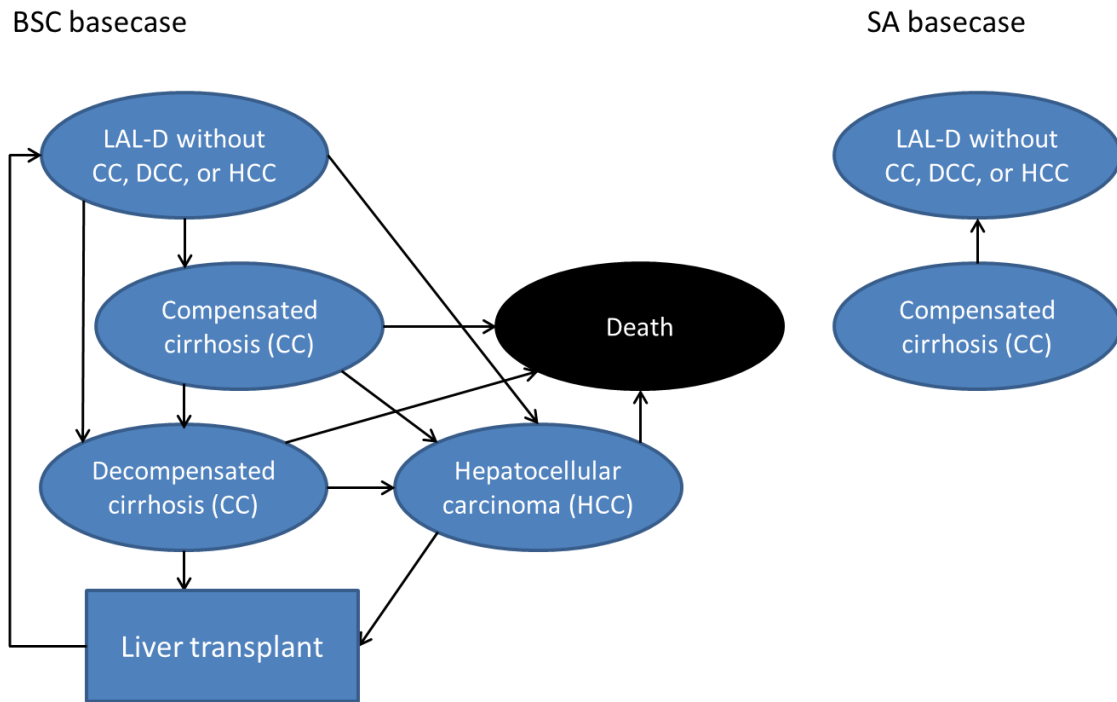 BSC basecase
SA basecase
LAL-D without
CC, DCC, or HCC
LAL-D without
CC, DCC, or HCC
Compensated
cirrhosis (CC)
Death
Compensated
cirrhosis (CC)
Decompensated
cirrhosis (CC)
Hepatocellular
carcinoma (HCC)
Liver transplant